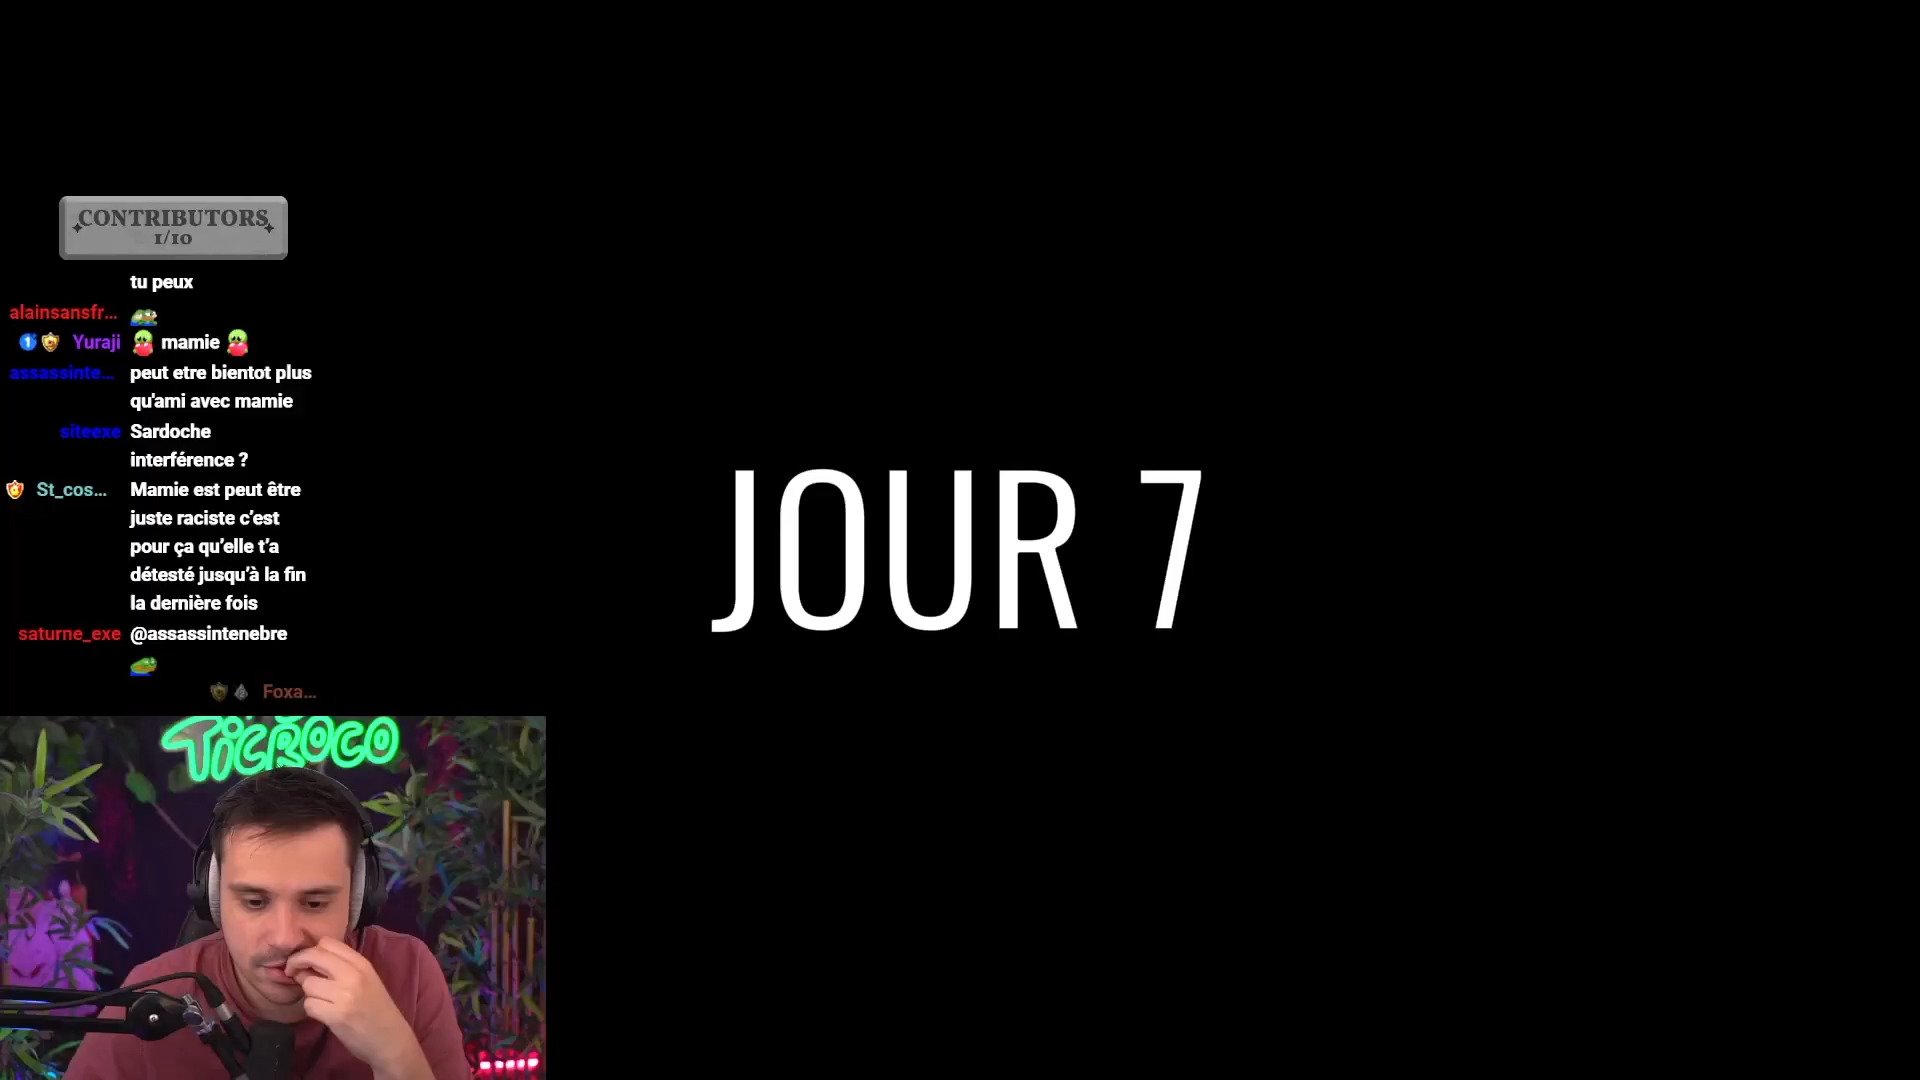 CONTRIBUTORS
1/10
tu peux
alainsansfr...
Yuraji mamie
assassinte... peut etre bientot plus
qu'ami avec mamie
siteexe Sardoche
interférence ?
St_cos... Mamie est peut être
juste raciste c’est
pour ça qu’elle t’a
détesté jusqu’à la fin
la dernière fois
saturne_exe @assassintenebre
Foxa...
JOUR 7
TiCROCO